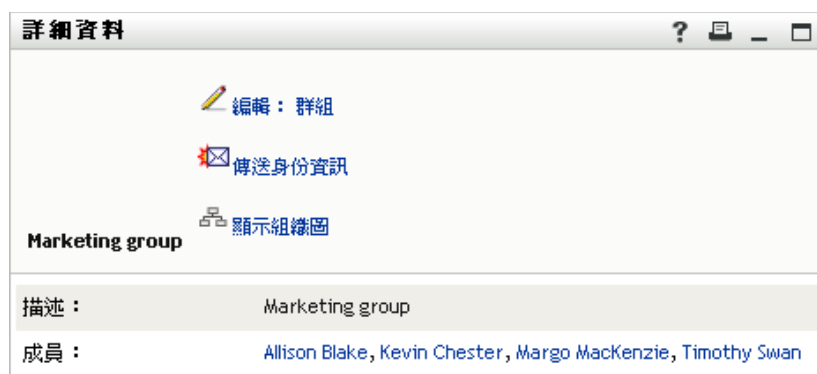 詳細資料
編輯： 群組
傳送身份資訊
顯示組織圖
Marketing group
描述： Marketing group
成員： Allison Blake, Kevin Chester, Margo MacKenzie, Timothy Swan